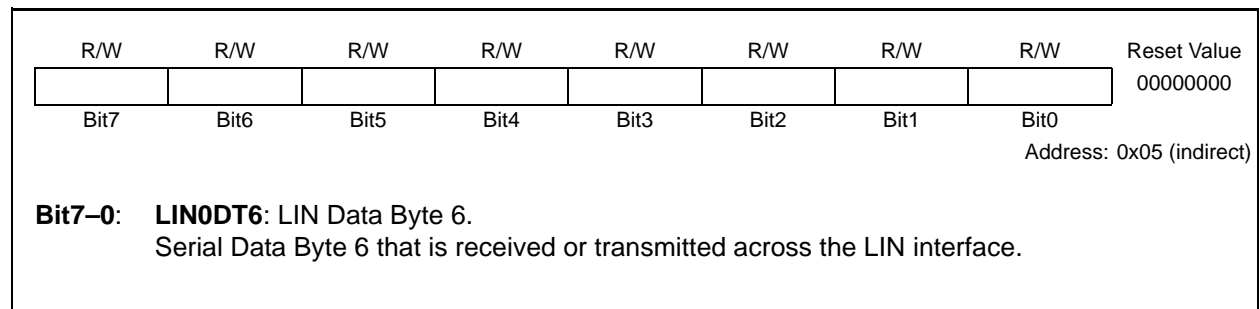 R/W R/W R/W R/W R/W R/W R/W R/W Reset Value
00000000
Bit7 Bit6 Bit5 Bit4 Bit3 Bit2 Bit1 Bit0
Address: 0x05 (indirect)
Bit7–0: LIN0DT6: LIN Data Byte 6.
Serial Data Byte 6 that is received or transmitted across the LIN interface.